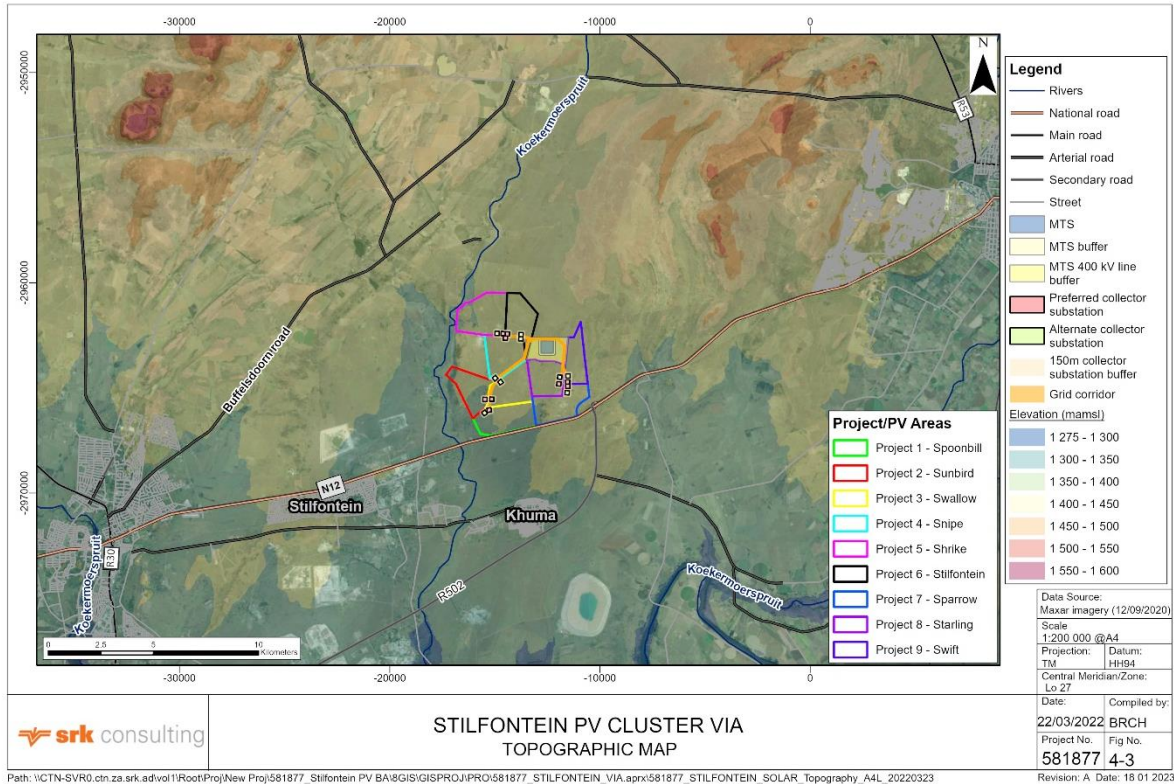 -30000
-20000
-10000
0
-2950000
-2960000
-2970000
N
Koekermoerspruit
R53
Buffelsdoorn road
N12
Stilfontein
Khuma
R30
Koekermoerspruit
R502
Koekermoerspruit
0 2.5 5 10
Kilometers
-30000
-20000
-10000
0
Legend
Rivers
National road
Main road
Arterial road
Secondary road
Street
MTS
MTS buffer
MTS 400 kV line
buffer
Preferred collector
substation
Alternate collector
substation
150m collector
substation buffer
Grid corridor
Elevation (mamsl)
1 275 - 1 300
1 300 - 1 350
1 350 - 1 400
1 400 - 1 450
1 450 - 1 500
1 500 - 1 550
1 550 - 1 600
Project/PV Areas
Project 1 - Spoonbill
Project 2 - Sunbird
Project 3 - Swallow
Project 4 - Snipe
Project 5 - Shrike
Project 6 - Stilfontein
Project 7 - Sparrow
Project 8 - Starling
Project 9 - Swift
Data Source:
Maxar imagery (12/09/2020)
Scale
1:200 000 @A4
Projection: Datum:
TM HH94
Central Meridian/Zone:
Lo 27
Date: Compiled by:
22/03/2022 BRCH
Project No. Fig No.
581877 4-3
Revision: A Date: 18 01 2023
srk consulting
STILFONTEIN PV CLUSTER VIA
TOPOGRAPHIC MAP
Path: \\CTN-SVR0.ctn.za.srk.ad\vol1\Root\Proj\New Proj\581877_Stilfontein PV BA\8GIS\GISPROJ\PRO\581877_STILFONTEIN_VIA.aprx\581877_STILFONTEIN_SOLAR_Topography_A4L_20220323